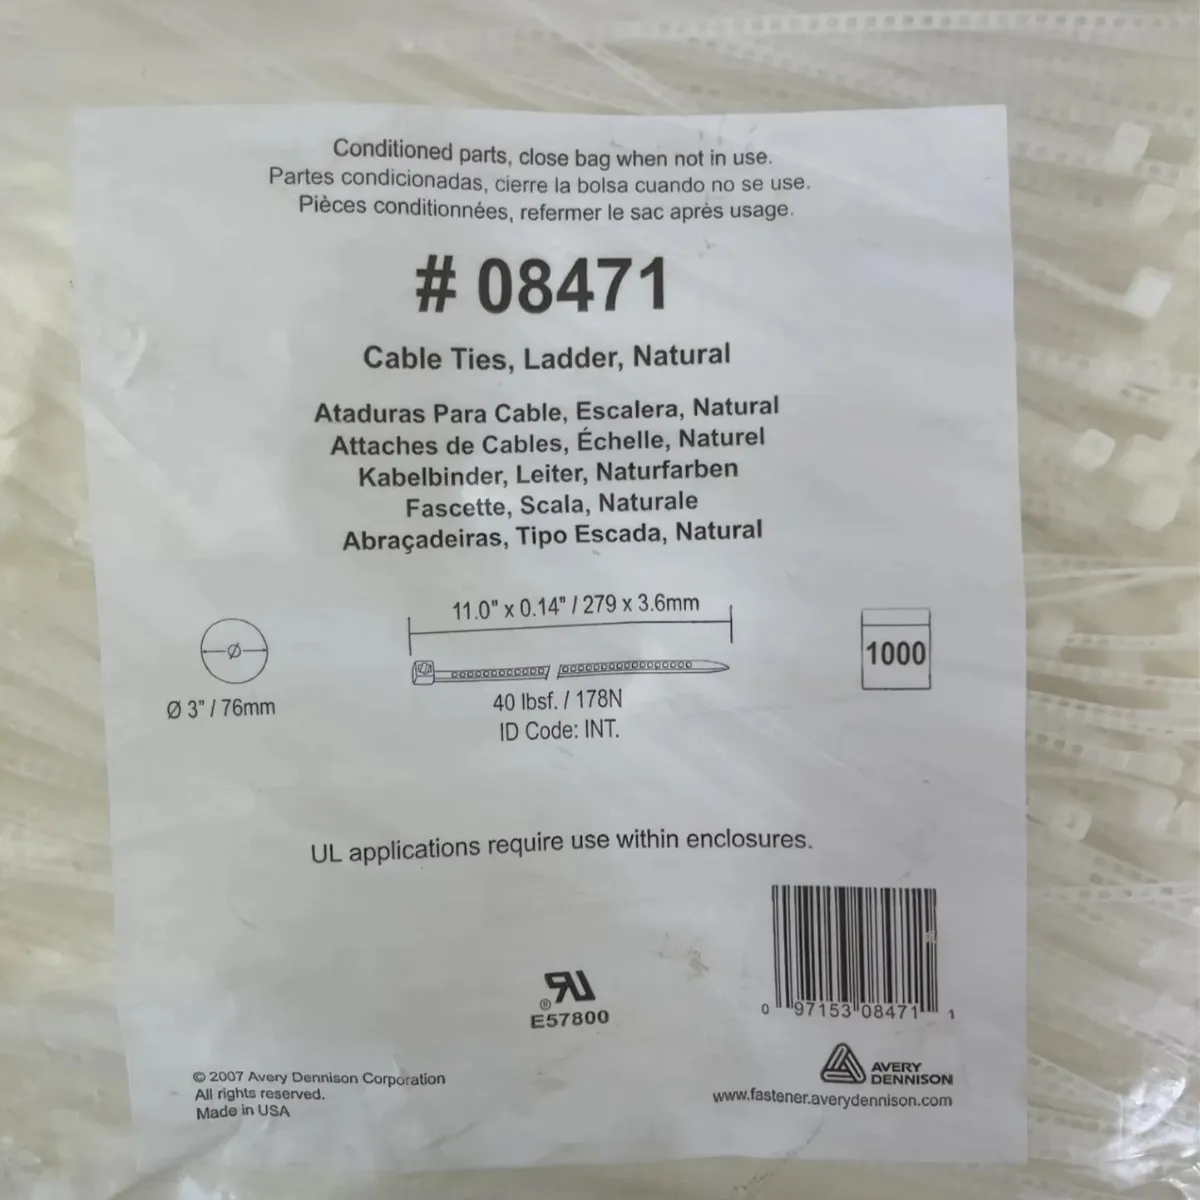 Conditioned parts, close bag when not in use.
Partes condicionadas, cierre la bolsa cuando no se use.
Pièces conditionnées, refermer le sac après usage.
# 08471
Cable Ties, Ladder, Natural
Ataduras Para Cable, Escalera, Natural
Attaches de Cables, Échelle, Naturel
Kabelbinder, Leiter, Naturfarben
Fascette, Scala, Naturale
Abraçadeiras, Tipo Escada, Natural
11.0" x 0.14" / 279 x 3.6mm
Ø
1000
Ø 3" / 76mm
40 lbsf. / 178N
ID Code: INT.
UL applications require use within enclosures.
®
E57800
0 97153 08471 1
© 2007 Avery Dennison Corporation
All rights reserved.
Made in USA
AVERY
DENNISON
www.fastener.averydennison.com